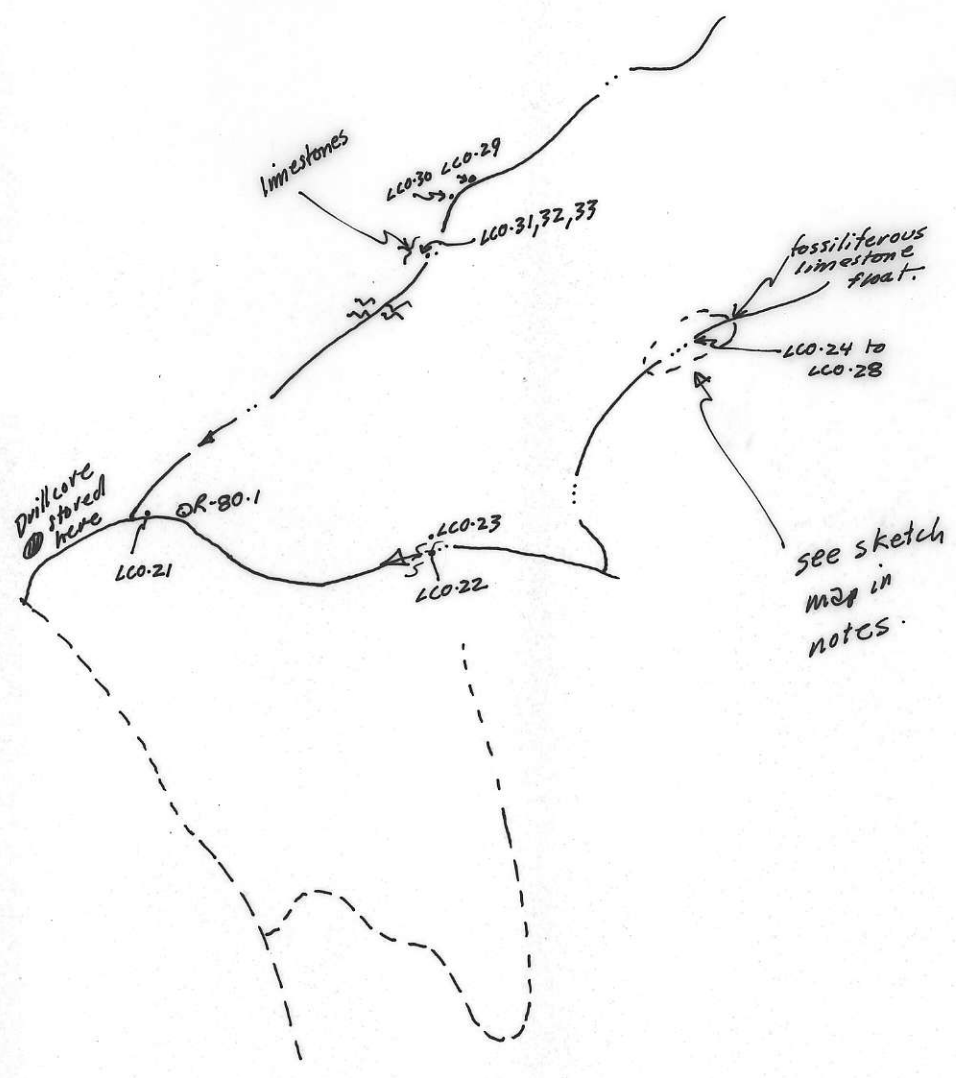 limestones
LCO·30 LCO·29
LCO·31,32,33
fossiliferous
limestone
float.
LCO·24 to
LCO·28
Drillcore
stored
here
R-80·1
LCO·21
LCO·23
LCO·22
see sketch
map in
notes.